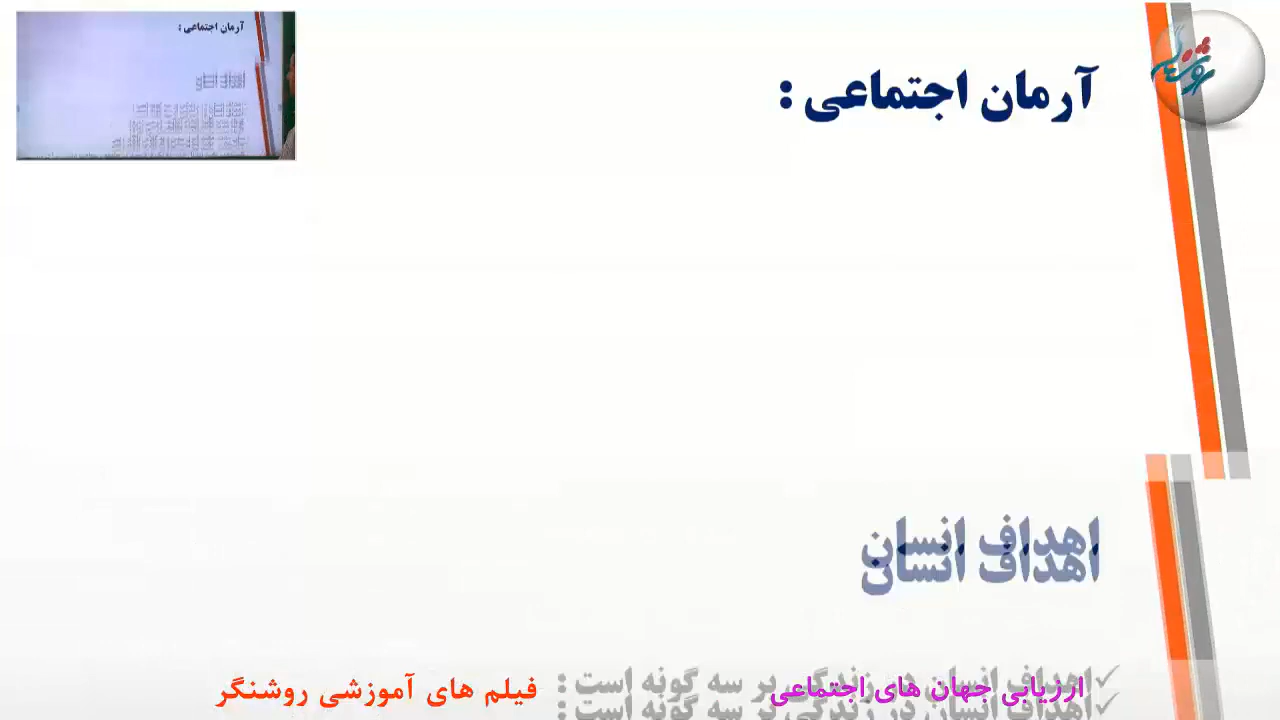 آرمان اجتماعی :
اهداف انسان
اهداف انسان در زندگی بر سه گونه است :
ارزیابی جهان های اجتماعی
فیلم های آموزشی روشنگر